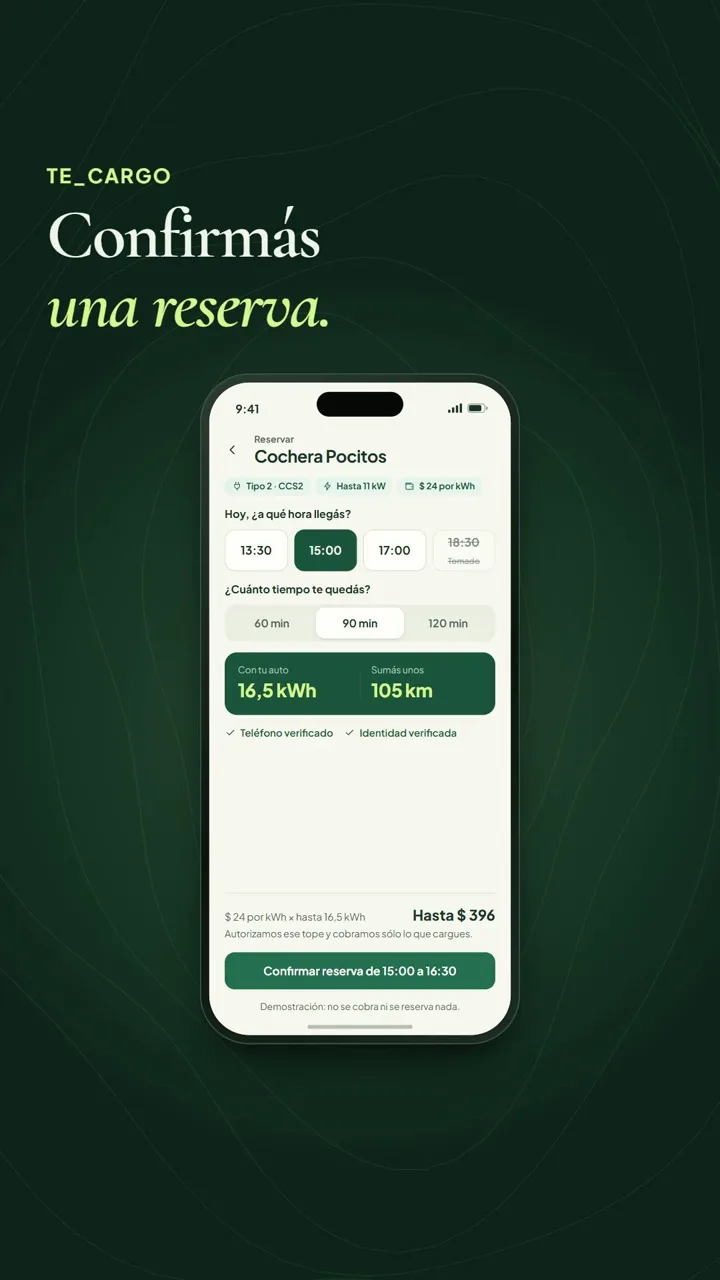 TE_CARGO
Confirmás
una reserva.
9:41
Reservar
Cochera Pocitos
Tipo 2 · CCS2 Hasta 11 kW $ 24 por kWh
Hoy, ¿a qué hora llegás?
13:30 15:00 17:00 18:30
Tomado
¿Cuánto tiempo te quedás?
60 min 90 min 120 min
Con tu auto Sumás unos
16,5 kWh 105 km
Teléfono verificado Identidad verificada
$ 24 por kWh × hasta 16,5 kWh Hasta $ 396
Autorizamos ese tope y cobramos sólo lo que cargues.
Confirmar reserva de 15:00 a 16:30
Demostración: no se cobra ni se reserva nada.